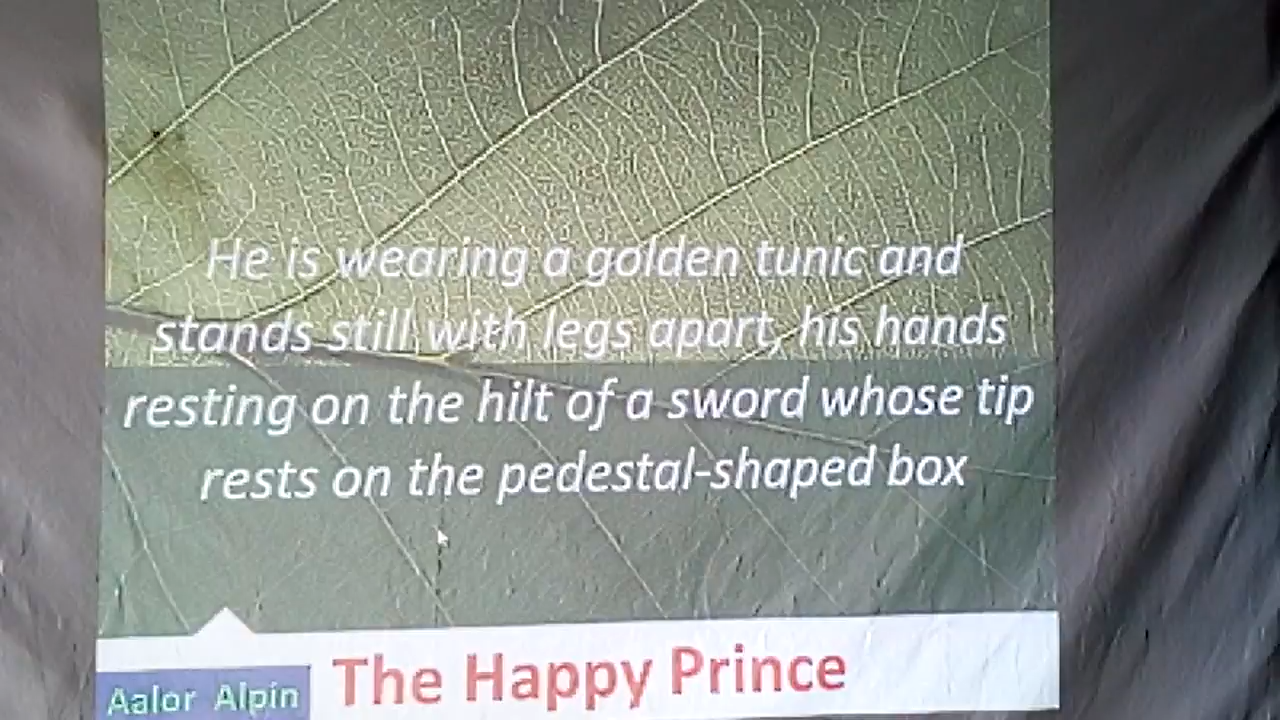 He is wearing a golden tunic and
stands still with legs apart, his hands
resting on the hilt of a sword whose tip
rests on the pedestal-shaped box
The Happy Prince
Aalor Alpin